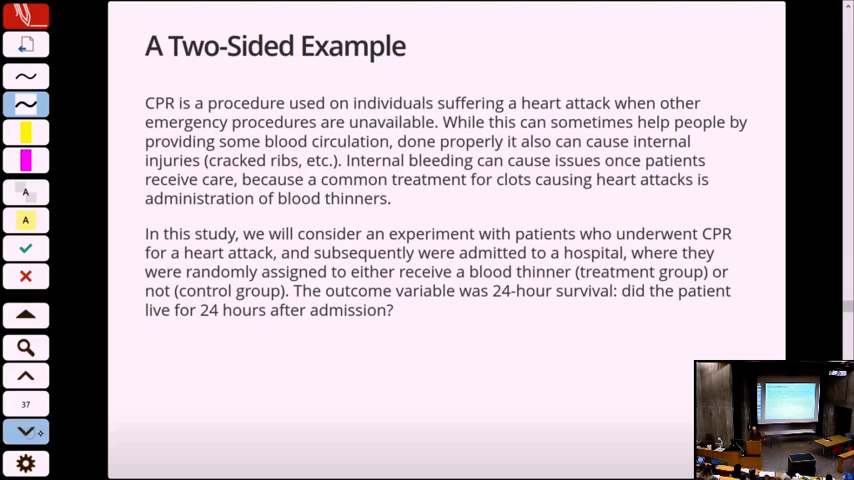 A Two-Sided Example
CPR is a procedure used on individuals suffering a heart attack when other
emergency procedures are unavailable. While this can sometimes help people by
providing some blood circulation, done properly it also can cause internal
injuries (cracked ribs, etc.). Internal bleeding can cause issues once patients
receive care, because a common treatment for clots causing heart attacks is
administration of blood thinners.
In this study, we will consider an experiment with patients who underwent CPR
for a heart attack, and subsequently were admitted to a hospital, where they
were randomly assigned to either receive a blood thinner (treatment group) or
not (control group). The outcome variable was 24-hour survival: did the patient
live for 24 hours after admission?
A
A
37